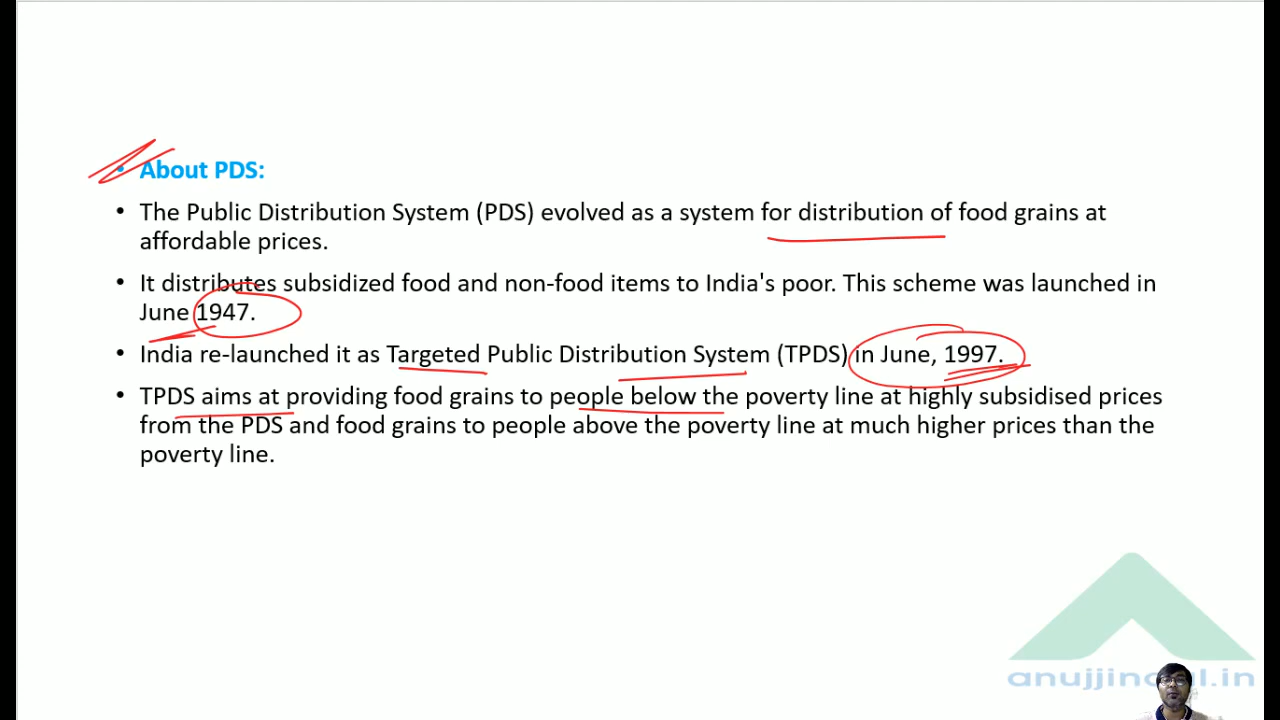 • About PDS:
• The Public Distribution System (PDS) evolved as a system for distribution of food grains at
affordable prices.
• It distributes subsidized food and non-food items to India's poor. This scheme was launched in
June 1947.
• India re-launched it as Targeted Public Distribution System (TPDS) in June, 1997.
• TPDS aims at providing food grains to people below the poverty line at highly subsidised prices
from the PDS and food grains to people above the poverty line at much higher prices than the
poverty line.